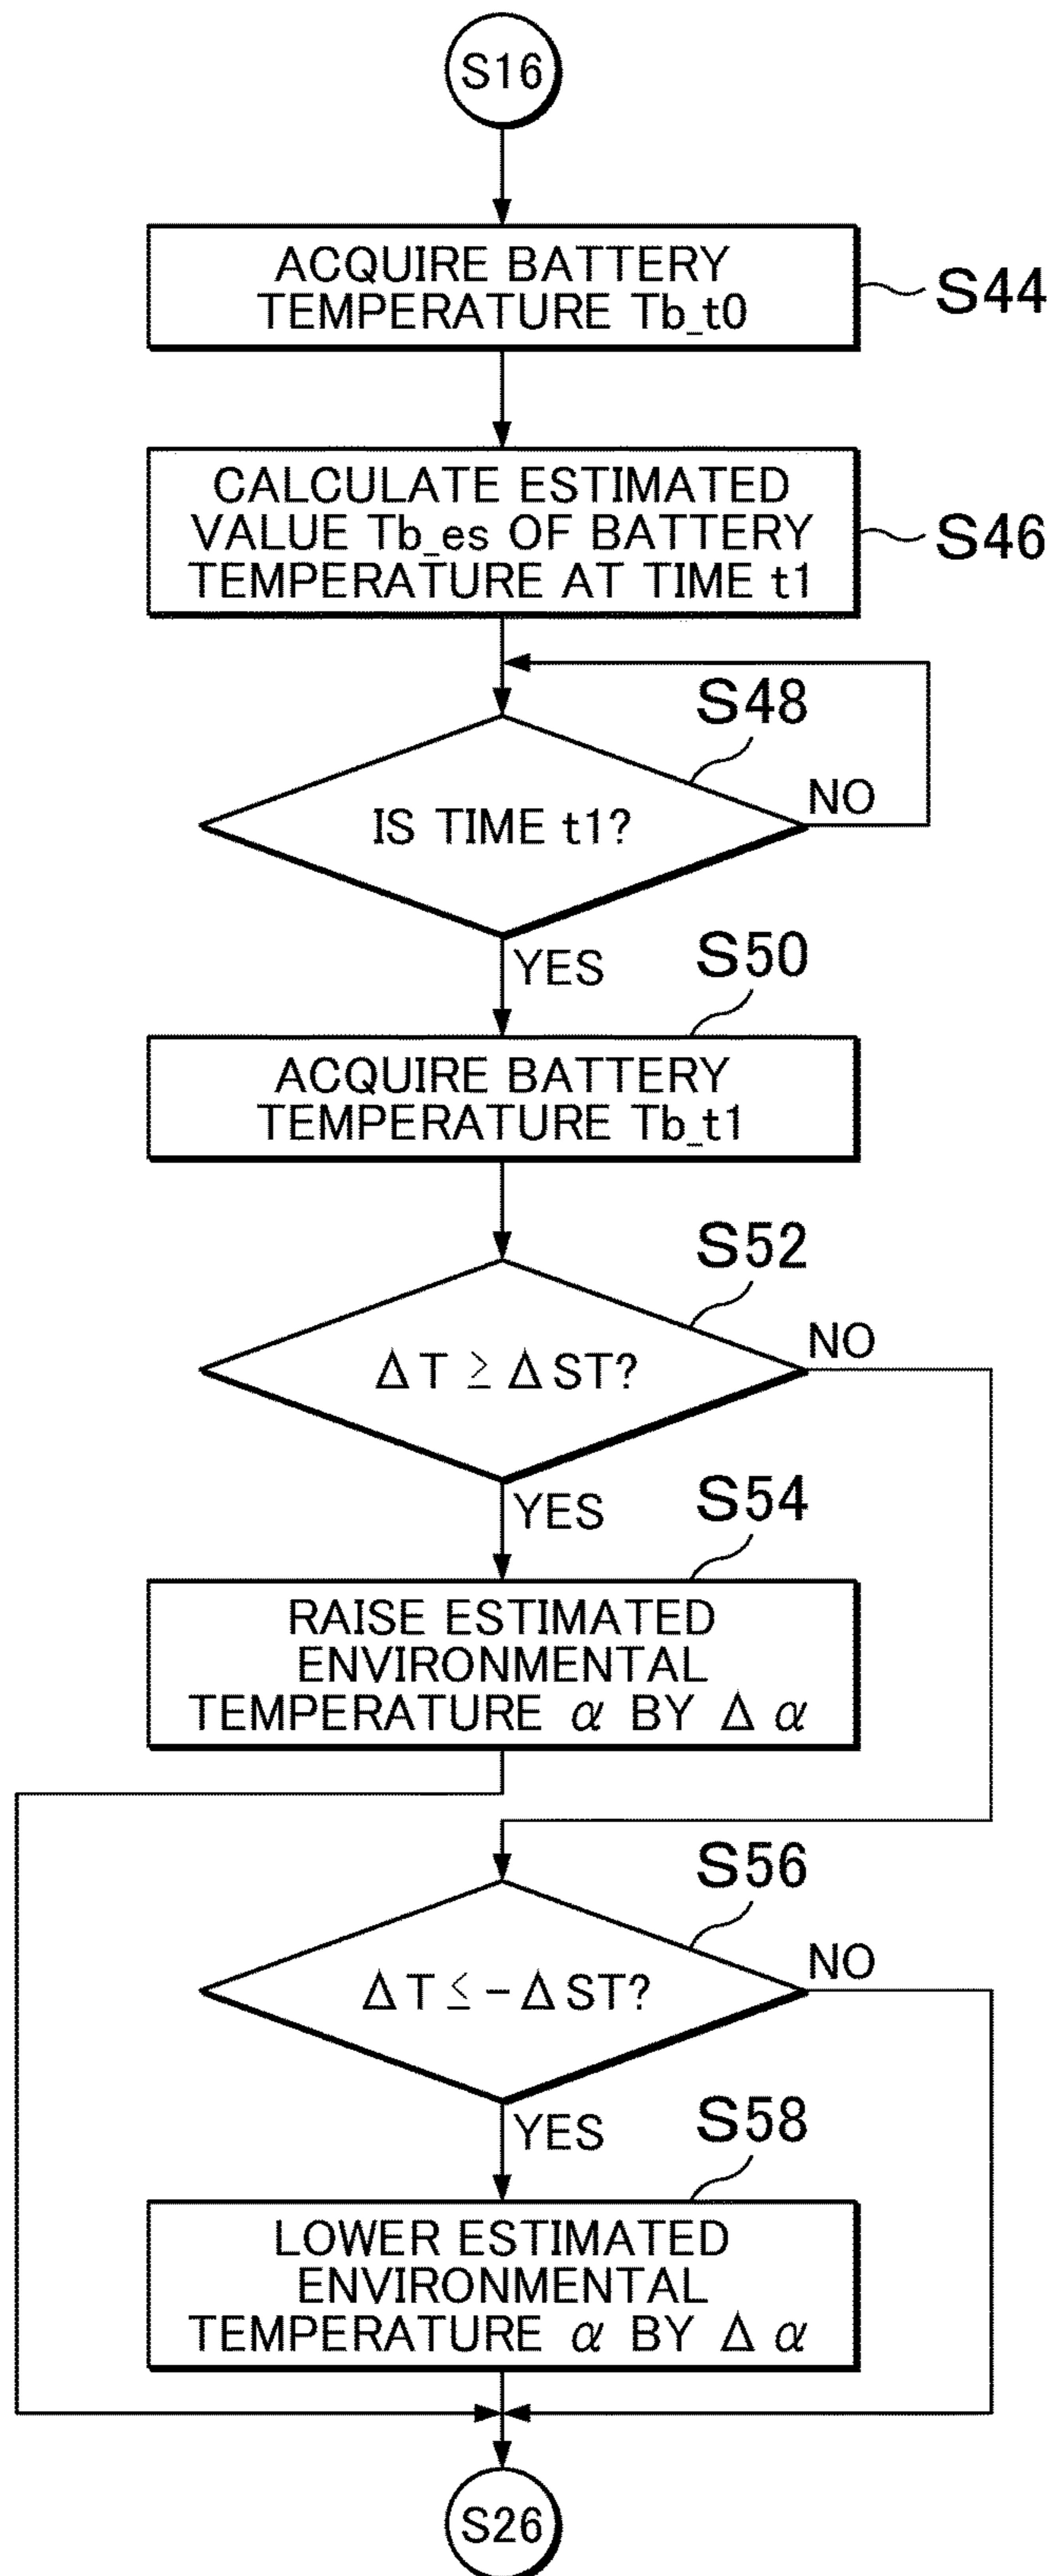 S16
ACQUIRE BATTERY
TEMPERATURE Tb_t0
S44
CALCULATE ESTIMATED
VALUE Tb_es OF BATTERY
TEMPERATURE AT TIME t1
S46
S48
IS TIME t1?
NO
YES
S50
ACQUIRE BATTERY
TEMPERATURE Tb_t1
S52
ΔT ≥ ΔST?
NO
YES
S54
RAISE ESTIMATED
ENVIRONMENTAL
TEMPERATURE α BY Δα
S56
ΔT ≤ -ΔST?
NO
YES
S58
LOWER ESTIMATED
ENVIRONMENTAL
TEMPERATURE α BY Δα
S26